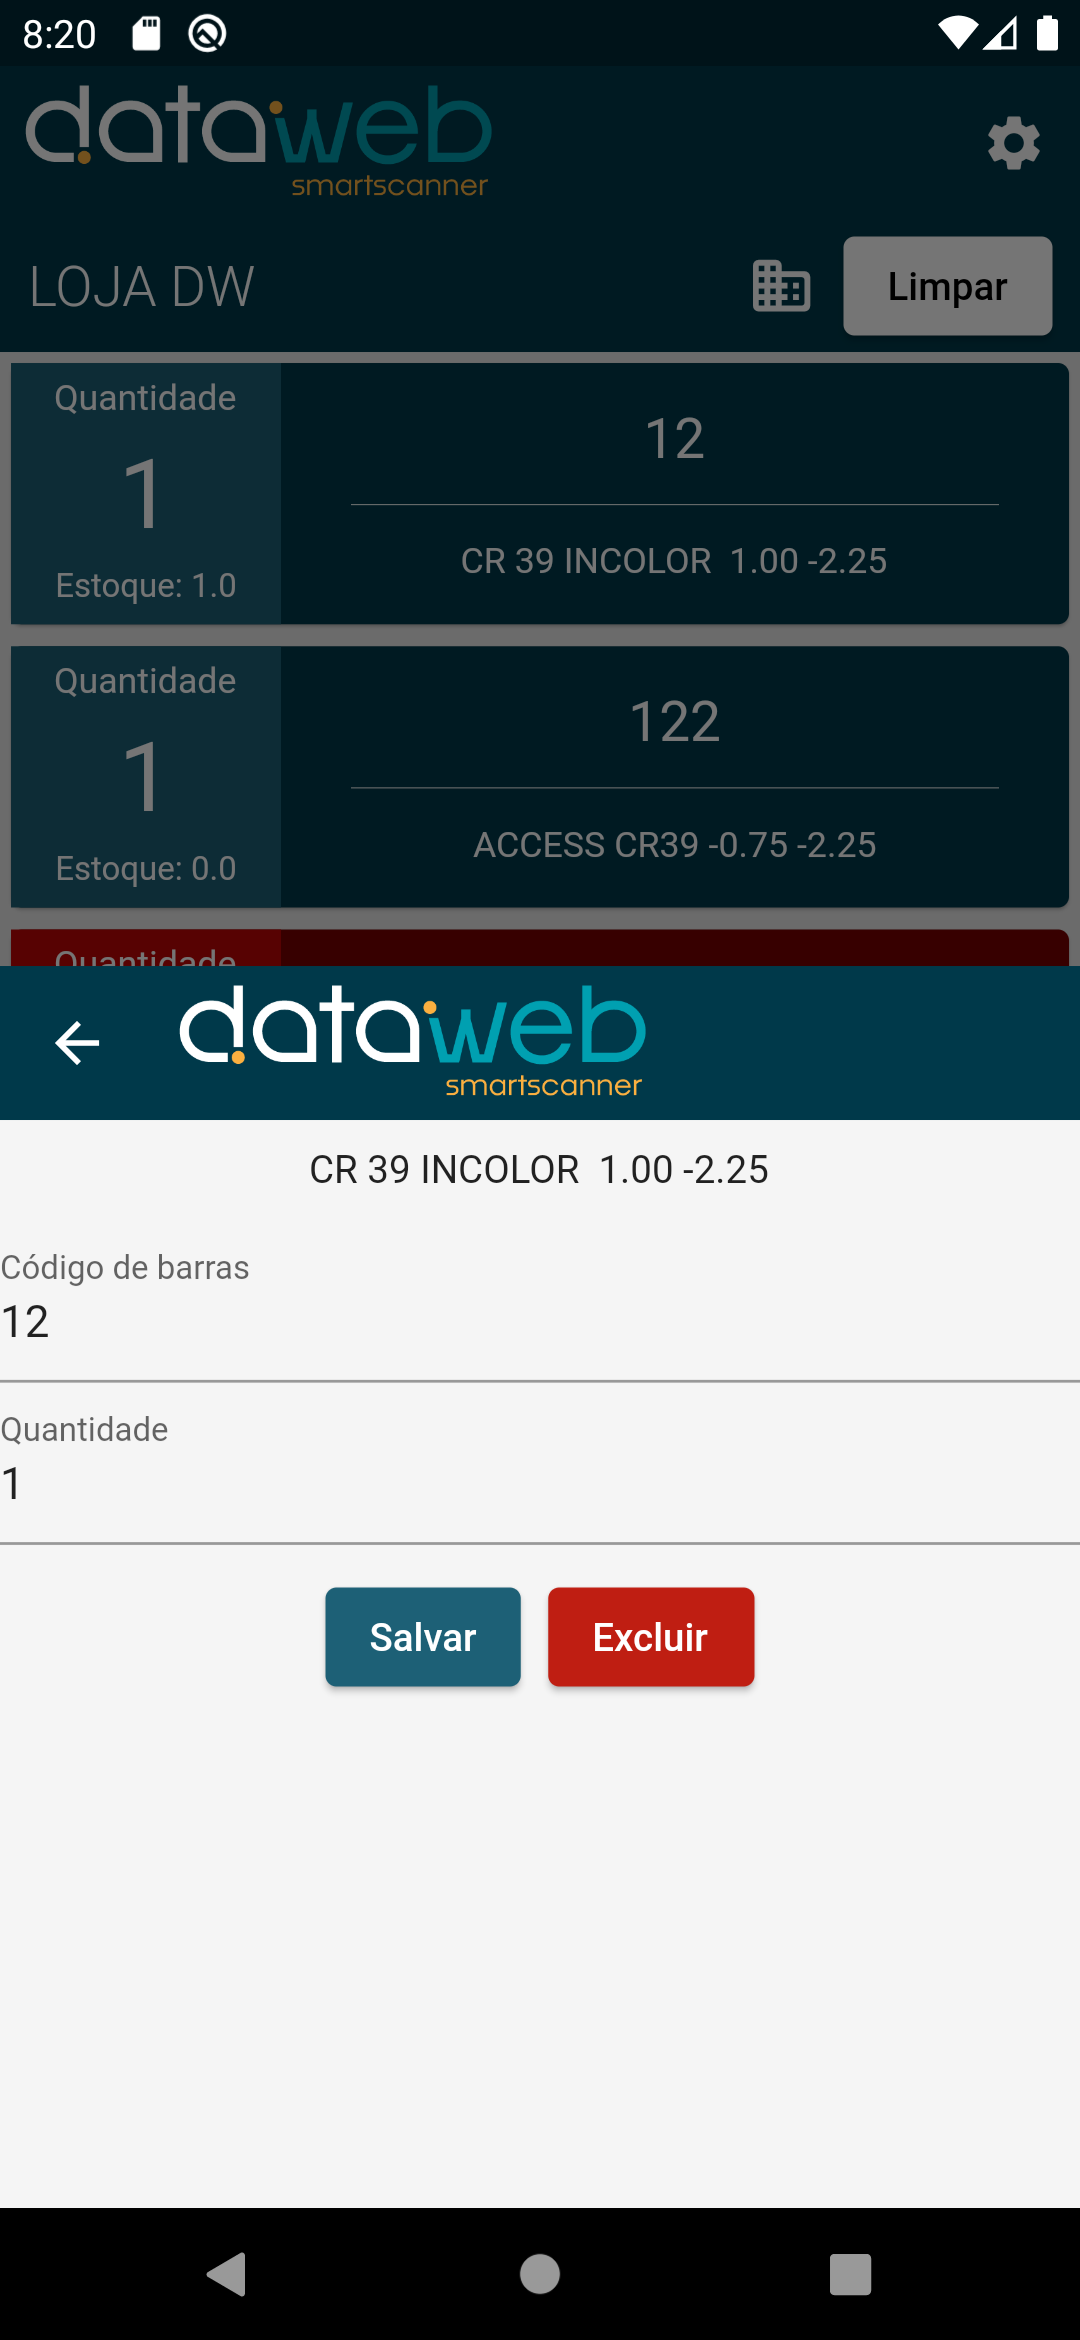 8:20
dataweb
smartscanner
LOJA DW
Limpar
Quantidade
1
Estoque: 1.0
12
CR 39 INCOLOR  1.00 -2.25
Quantidade
1
Estoque: 0.0
122
ACCESS CR39 -0.75 -2.25
Quantidade
dataweb
smartscanner
CR 39 INCOLOR  1.00 -2.25
Código de barras
12
Quantidade
1
Salvar
Excluir